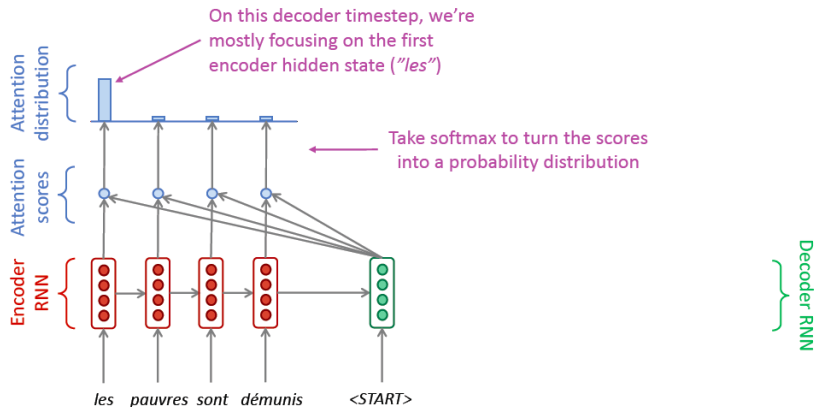 On this decoder timestep, we're
mostly focusing on the first
encoder hidden state ("les")
Attention
distribution
Take softmax to turn the scores
into a probability distribution
Attention
scores
Encoder
RNN
Decoder RNN
les pauvres sont démunis <START>